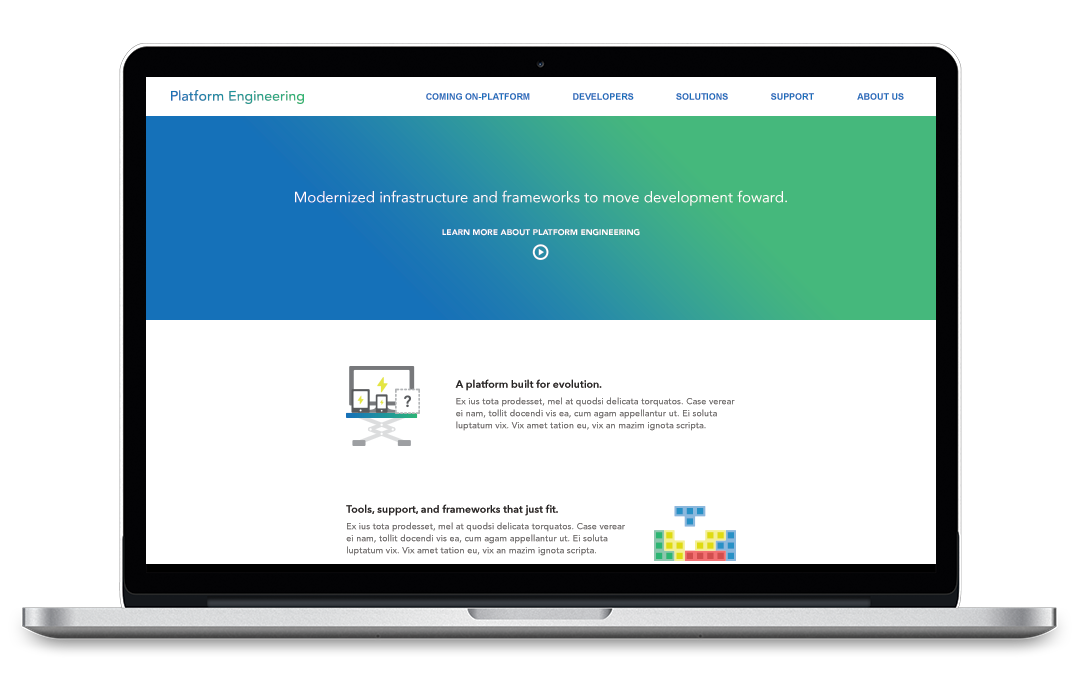 Platform Engineering
COMING ON-PLATFORM
DEVELOPERS
SOLUTIONS
SUPPORT
ABOUT US
Modernized infrastructure and frameworks to move development foward.
LEARN MORE ABOUT PLATFORM ENGINEERING
?
A platform built for evolution.
Ex ius tota prodesset, mel at quodsi delicata torquatos. Case verear
ei nam, tollit docendi vis ea, cum agam appellantur ut. Ei soluta
luptatum vix. Vix amet tation eu, vix an mazim ignota scripta.
Tools, support, and frameworks that just fit.
Ex ius tota prodesset, mel at quodsi delicata torquatos. Case verear
ei nam, tollit docendi vis ea, cum agam appellantur ut. Ei soluta
luptatum vix. Vix amet tation eu, vix an mazim ignota scripta.